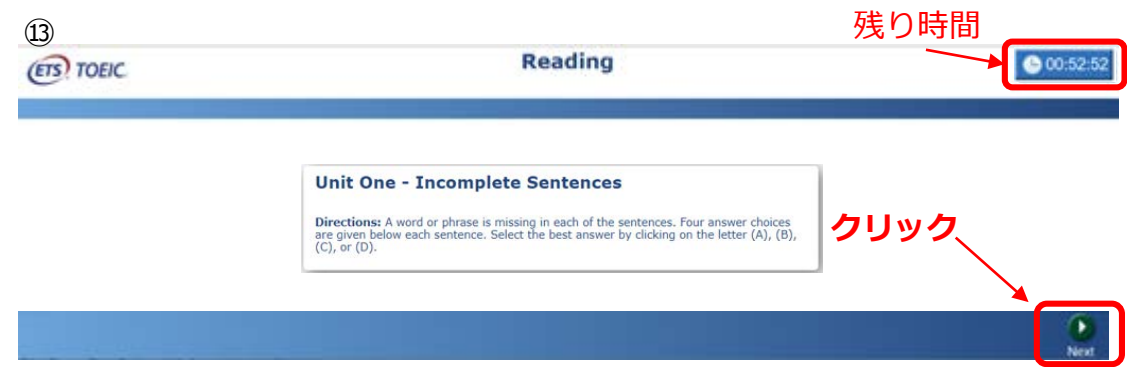 ⑬
残り時間
ETS TOEIC
Reading
00:52:52
Unit One - Incomplete Sentences
Directions: A word or phrase is missing in each of the sentences. Four answer choices
are given below each sentence. Select the best answer by clicking on the letter (A), (B),
(C), or (D).
クリック
Next